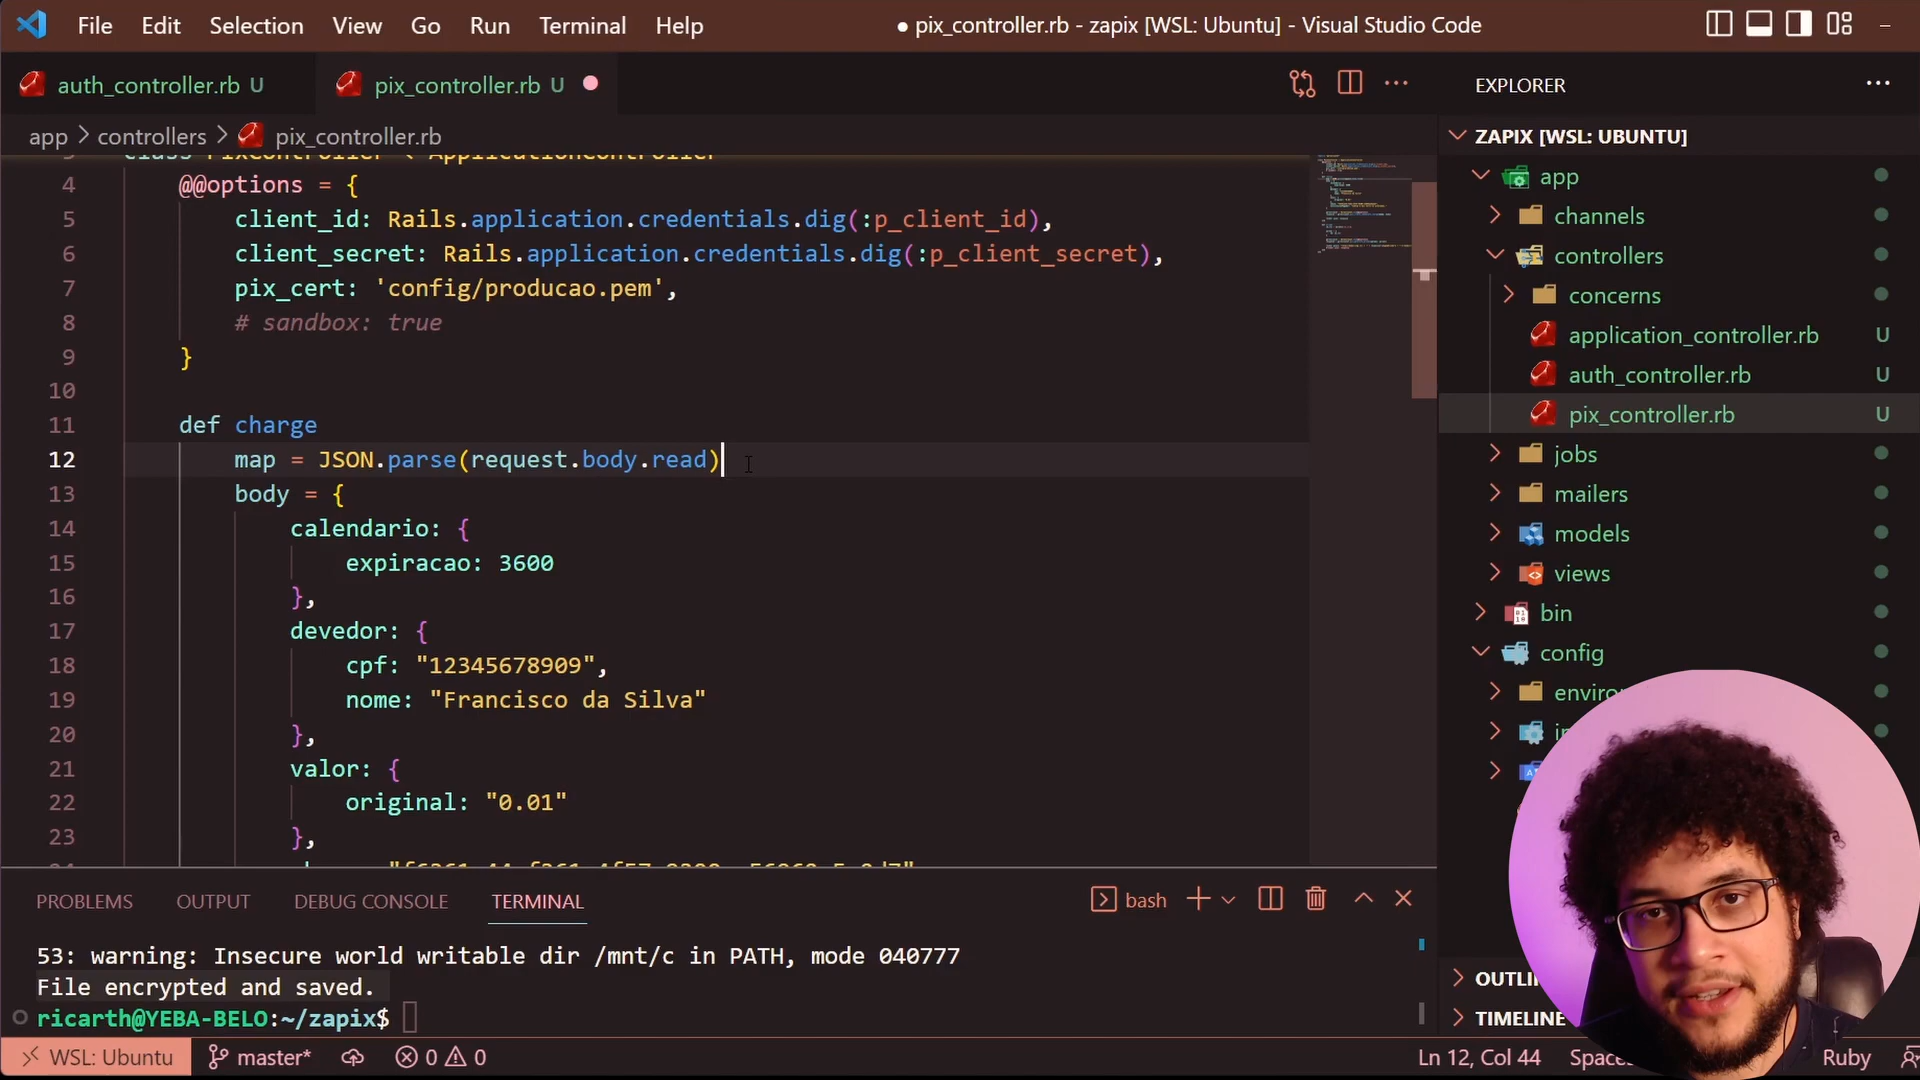 File Edit Selection View Go Run Terminal Help
● pix_controller.rb - zapix [WSL: Ubuntu] - Visual Studio Code
auth_controller.rb U
pix_controller.rb U
EXPLORER
app > controllers > pix_controller.rb
4 @@options = {
5 client_id: Rails.application.credentials.dig(:p_client_id),
6 client_secret: Rails.application.credentials.dig(:p_client_secret),
7 pix_cert: 'config/producao.pem',
8 # sandbox: true
9 }
10
11 def charge
12 map = JSON.parse(request.body.read)
13 body = {
14 calendario: {
15 expiracao: 3600
16 },
17 devedor: {
18 cpf: "12345678909",
19 nome: "Francisco da Silva"
20 },
21 valor: {
22 original: "0.01"
23 },
ZAPIX [WSL: UBUNTU]
app
channels
controllers
concerns
application_controller.rb U
auth_controller.rb U
pix_controller.rb U
jobs
mailers
models
views
bin
config
OUTLI
TIMELINE
PROBLEMS OUTPUT DEBUG CONSOLE TERMINAL
bash
53: warning: Insecure world writable dir /mnt/c in PATH, mode 040777
File encrypted and saved.
ricarth@YEBA-BELO:~/zapix$
WSL: Ubuntu master* 0 0
Ln 12, Col 44 Spaces Ruby